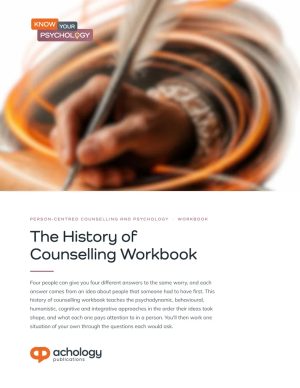 KNOW YOUR
PSYCHOLOGY
PERSON-CENTRED COUNSELLING AND PSYCHOLOGY · WORKBOOK
The History of
Counselling Workbook
Four people can give you four different answers to the same worry, and each
answer comes from an idea about people that someone had to have first. This
history of counselling workbook teaches the psychodynamic, behavioural,
humanistic, cognitive and integrative approaches in the order their ideas took
shape, and what each one pays attention to in a person. You'll then work one
situation of your own through the questions each would ask.
achology
publications